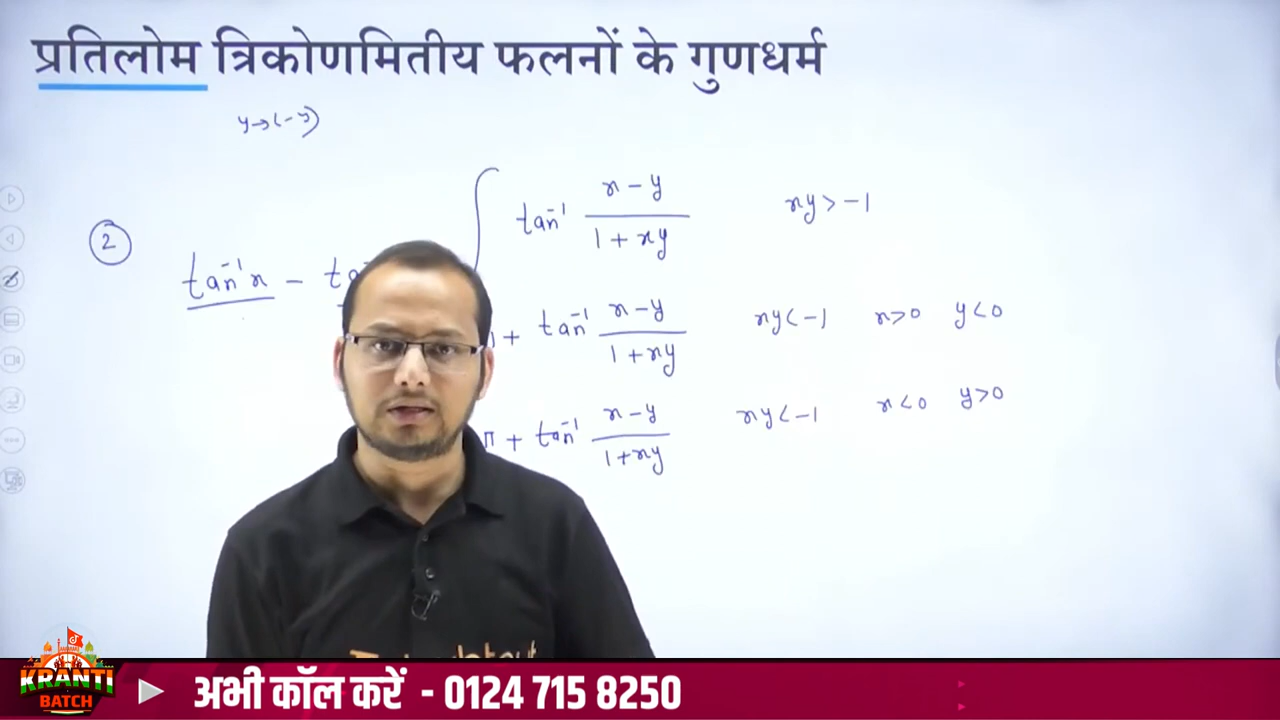 प्रतिलोम त्रिकोणमितीय फलनों के गुणधर्म
y→(-y)
tan⁻¹ (x-y)/(1+xy) xy>-1
② tan⁻¹x -
+ tan⁻¹ (x-y)/(1+xy) xy<-1 x>0 y<0
π + tan⁻¹ (x-y)/(1+xy) xy<-1 x<0 y>0
KRANTI
BATCH
अभी कॉल करें - 0124 715 8250